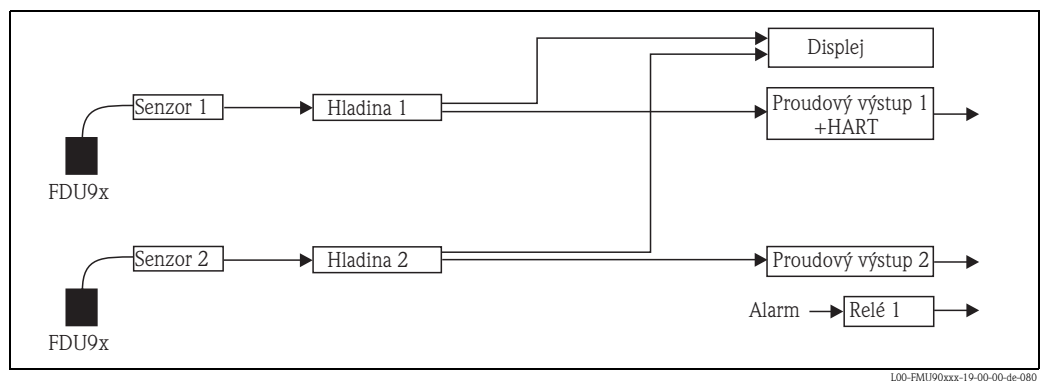 Displej
Senzor 1
Hladina 1
Proudový výstup 1
+HART
FDU9x
Senzor 2
Hladina 2
Proudový výstup 2
Alarm
Relé 1
FDU9x
L00-FMU90xxx-19-00-00-de-080